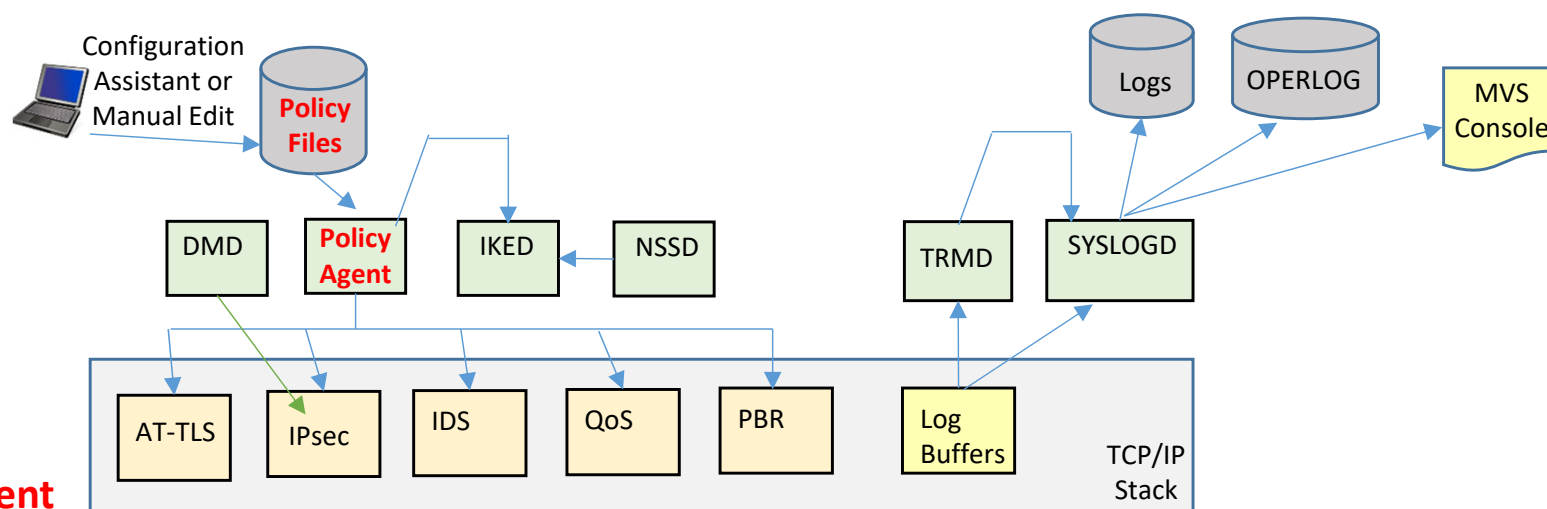 Configuration
Assistant or
Manual Edit
Policy
Files
Logs
OPERLOG
MVS
Console
DMD
Policy
Agent
IKED
NSSD
TRMD
SYSLOGD
AT-TLS
IPsec
IDS
QoS
PBR
Log
Buffers
TCP/IP
Stack
ent